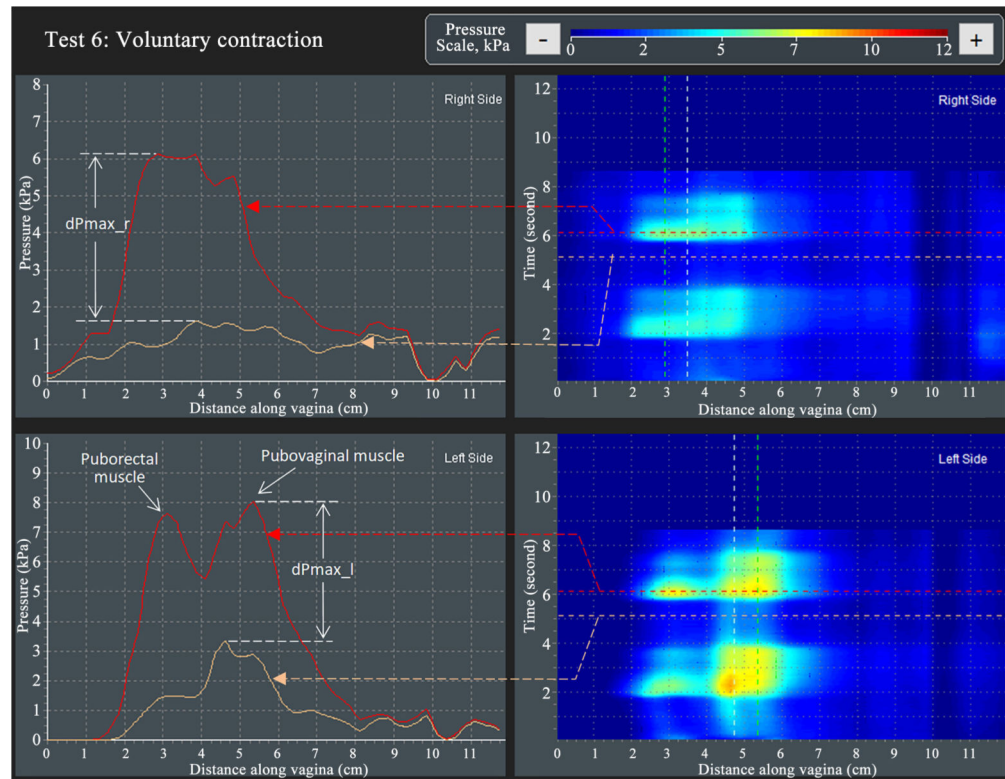 Test 6: Voluntary contraction
Pressure
Scale, kPa
-
0 2 5 7 10 12
+
Right Side
Pressure (kPa)
8
7
6
5
4
3
2
1
0
dPmax_r
0 1 2 3 4 5 6 7 8 9 10 11
Distance along vagina (cm)
Right Side
Time (second)
12
10
8
6
4
2
0 1 2 3 4 5 6 7 8 9 10 11
Distance along vagina (cm)
Left Side
Pressure (kPa)
10
9
8
7
6
5
4
3
2
1
0
Puborectal
muscle
Pubovaginal muscle
dPmax_l
0 1 2 3 4 5 6 7 8 9 10 11
Distance along vagina (cm)
Left Side
Time (second)
12
10
8
6
4
2
0 1 2 3 4 5 6 7 8 9 10 11
Distance along vagina (cm)